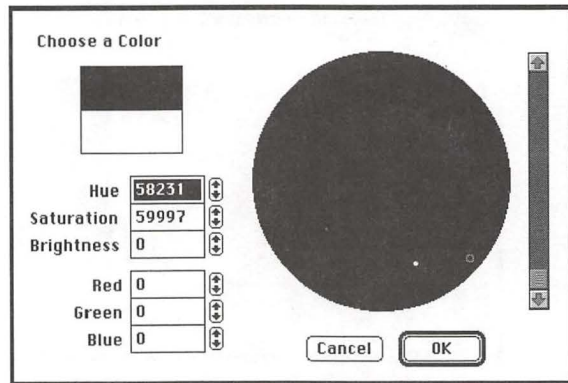 Choose a Color
Hue 58231
Saturation 59997
Brightness 0
Red 0
Green 0
Blue 0
Cancel OK